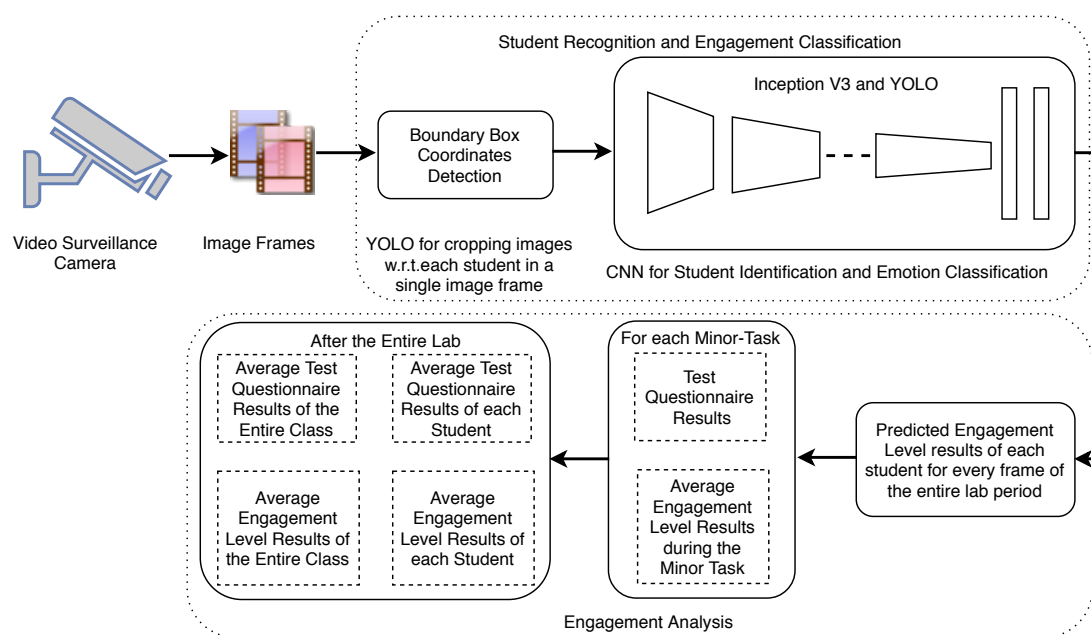 Student Recognition and Engagement Classification
Inception V3 and YOLO
Boundary Box
Coordinates
Detection
Video Surveillance
Camera
Image Frames
YOLO for cropping images
w.r.t.each student in a
single image frame
CNN for Student Identification and Emotion Classification
After the Entire Lab
Average Test
Questionnaire
Results of the
Entire Class
Average Test
Questionnaire
Results of each
Student
Average
Engagement
Level Results of
the Entire Class
Average
Engagement
Level Results of
each Student
For each Minor-Task
Test
Questionnaire
Results
Average
Engagement
Level Results
during the
Minor Task
Predicted Engagement
Level results of each
student for every frame of
the entire lab period
Engagement Analysis